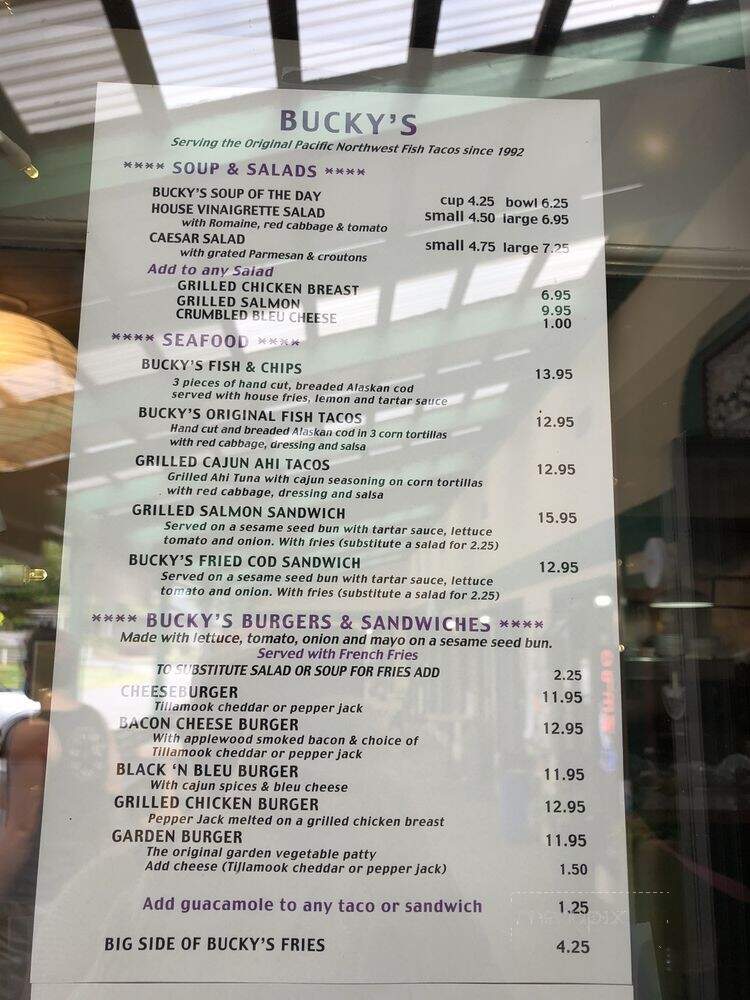 BUCKY'S
Serving the Original Pacific Northwest Fish Tacos since 1992
**** SOUP & SALADS ****
BUCKY'S SOUP OF THE DAY cup 4.25 bowl 6.25
HOUSE VINAIGRETTE SALAD small 4.50 large 6.95
with Romaine, red cabbage & tomato
CAESAR SALAD small 4.75 large 7.25
with grated Parmesan & croutons
Add to any Salad
GRILLED CHICKEN BREAST 6.95
GRILLED SALMON 9.95
CRUMBLED BLEU CHEESE 1.00
**** SEAFOOD ****
BUCKY'S FISH & CHIPS 13.95
3 pieces of hand cut, breaded Alaskan cod
served with house fries, lemon and tartar sauce
BUCKY'S ORIGINAL FISH TACOS 12.95
Hand cut and breaded Alaskan cod in 3 corn tortillas
with red cabbage, dressing and salsa
GRILLED CAJUN AHI TACOS 12.95
Grilled Ahi Tuna with cajun seasoning on corn tortillas
with red cabbage, dressing and salsa
GRILLED SALMON SANDWICH 15.95
Served on a sesame seed bun with tartar sauce, lettuce
tomato and onion. With fries (substitute a salad for 2.25)
BUCKY'S FRIED COD SANDWICH 12.95
Served on a sesame seed bun with tartar sauce, lettuce
tomato and onion. With fries (substitute a salad for 2.25)
**** BUCKY'S BURGERS & SANDWICHES ****
Made with lettuce, tomato, onion and mayo on a sesame seed bun.
Served with French Fries
TO SUBSTITUTE SALAD OR SOUP FOR FRIES ADD 2.25
CHEESEBURGER 11.95
Tillamook cheddar or pepper jack
BACON CHEESE BURGER 12.95
With applewood smoked bacon & choice of
Tillamook cheddar or pepper jack
BLACK 'N BLEU BURGER 11.95
With cajun spices & bleu cheese
GRILLED CHICKEN BURGER 12.95
Pepper Jack melted on a grilled chicken breast
GARDEN BURGER 11.95
The original garden vegetable patty
Add cheese (Tillamook cheddar or pepper jack) 1.50
Add guacamole to any taco or sandwich 1.25
BIG SIDE OF BUCKY'S FRIES 4.25